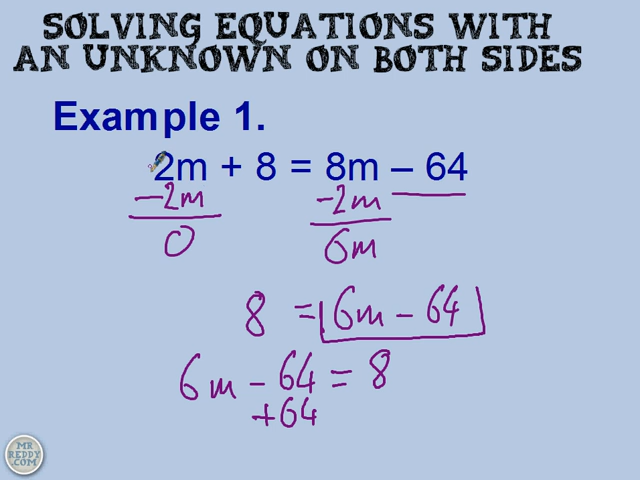 SOLVING EQUATIONS WITH
AN UNKNOWN ON BOTH SIDES
Example 1.
2m + 8 = 8m – 64
-2m -2m
0 6m
8 = 6m - 64
6m - 64 = 8
+64
MR
REDDY
.COM